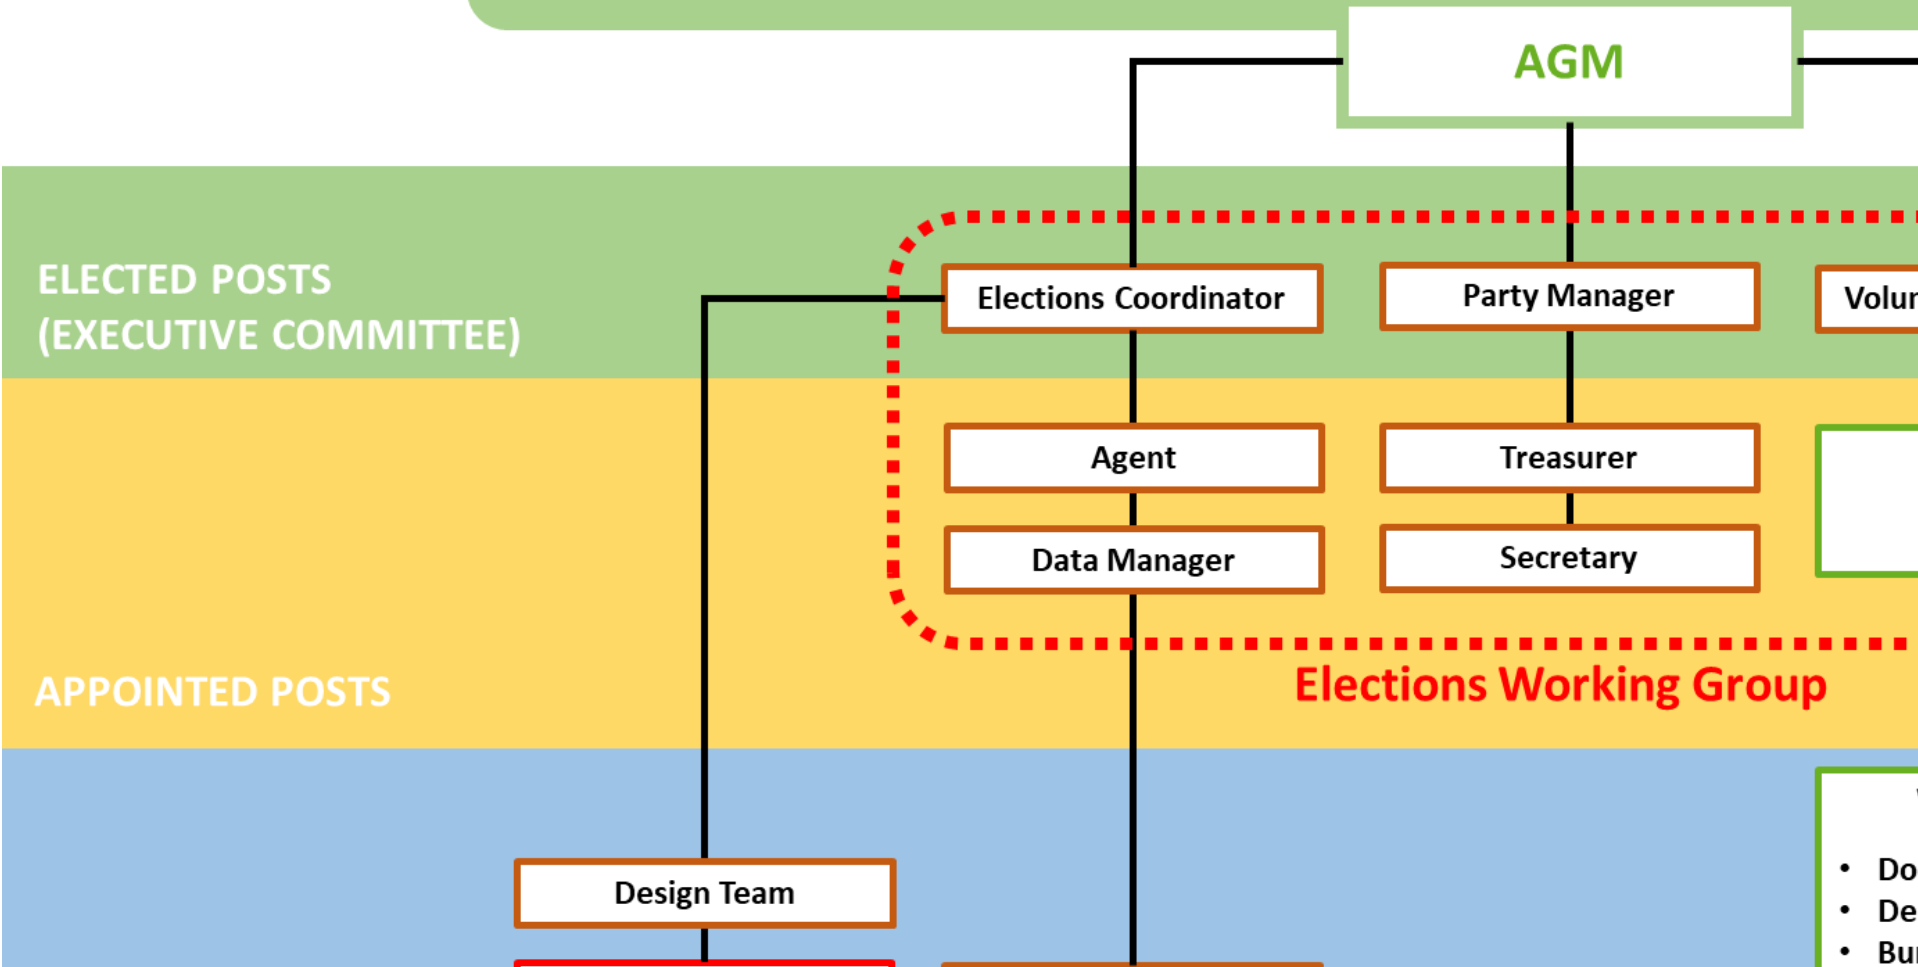 AGM
ELECTED POSTS
(EXECUTIVE COMMITTEE)
Elections Coordinator
Party Manager
Agent
Treasurer
Data Manager
Secretary
Elections Working Group
APPOINTED POSTS
Design Team